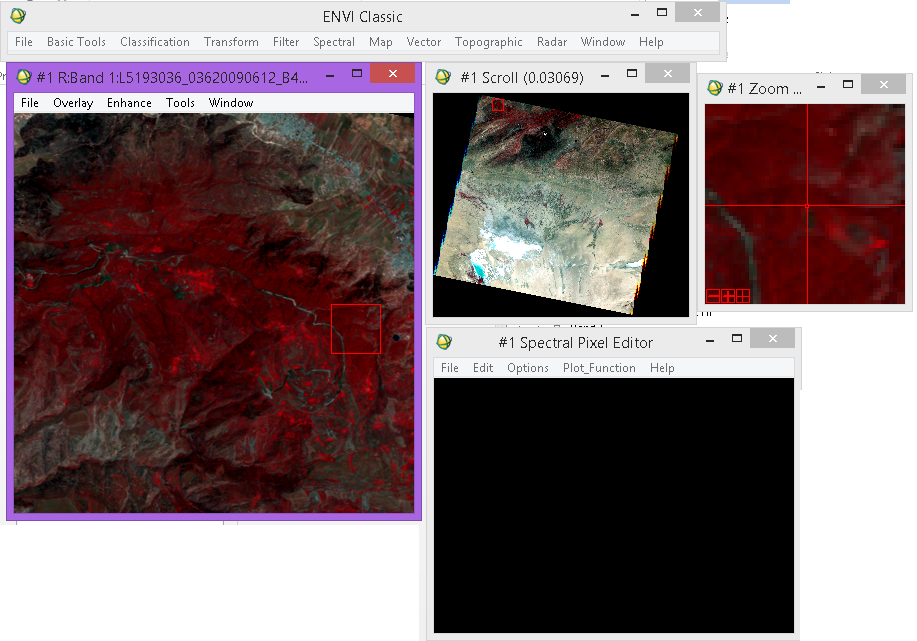 ENVI Classic
File Basic Tools Classification Transform Filter Spectral Map Vector Topographic Radar Window Help
#1 R:Band 1:L5193036_03620090612_B4...
File Overlay Enhance Tools Window
#1 Scroll (0.03069)
#1 Zoom ...
#1 Spectral Pixel Editor
File Edit Options Plot_Function Help